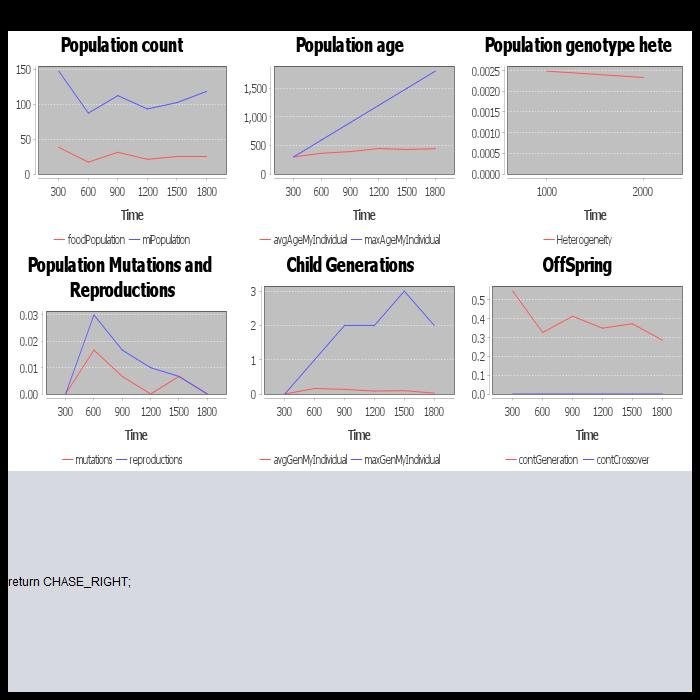 Population count
150
100
50
0
300 600 900 1200 1500 1800
Time
foodPopulation miPopulation
Population age
1,500
1,000
500
0
300 600 900 1200 1500 1800
Time
avgAgeMyIndividual maxAgeMyIndividual
Population genotype hete
0.0025
0.0020
0.0015
0.0010
0.0005
0.0000
1000 2000
Time
Heterogeneity
Population Mutations and
Reproductions
0.03
0.02
0.01
0.00
300 600 900 1200 1500 1800
Time
mutations reproductions
Child Generations
3
2
1
0
300 600 900 1200 1500 1800
Time
avgGenMyIndividual maxGenMyIndividual
OffSpring
0.5
0.4
0.3
0.2
0.1
0.0
300 600 900 1200 1500 1800
Time
contGeneration contCrossover
return CHASE_RIGHT;